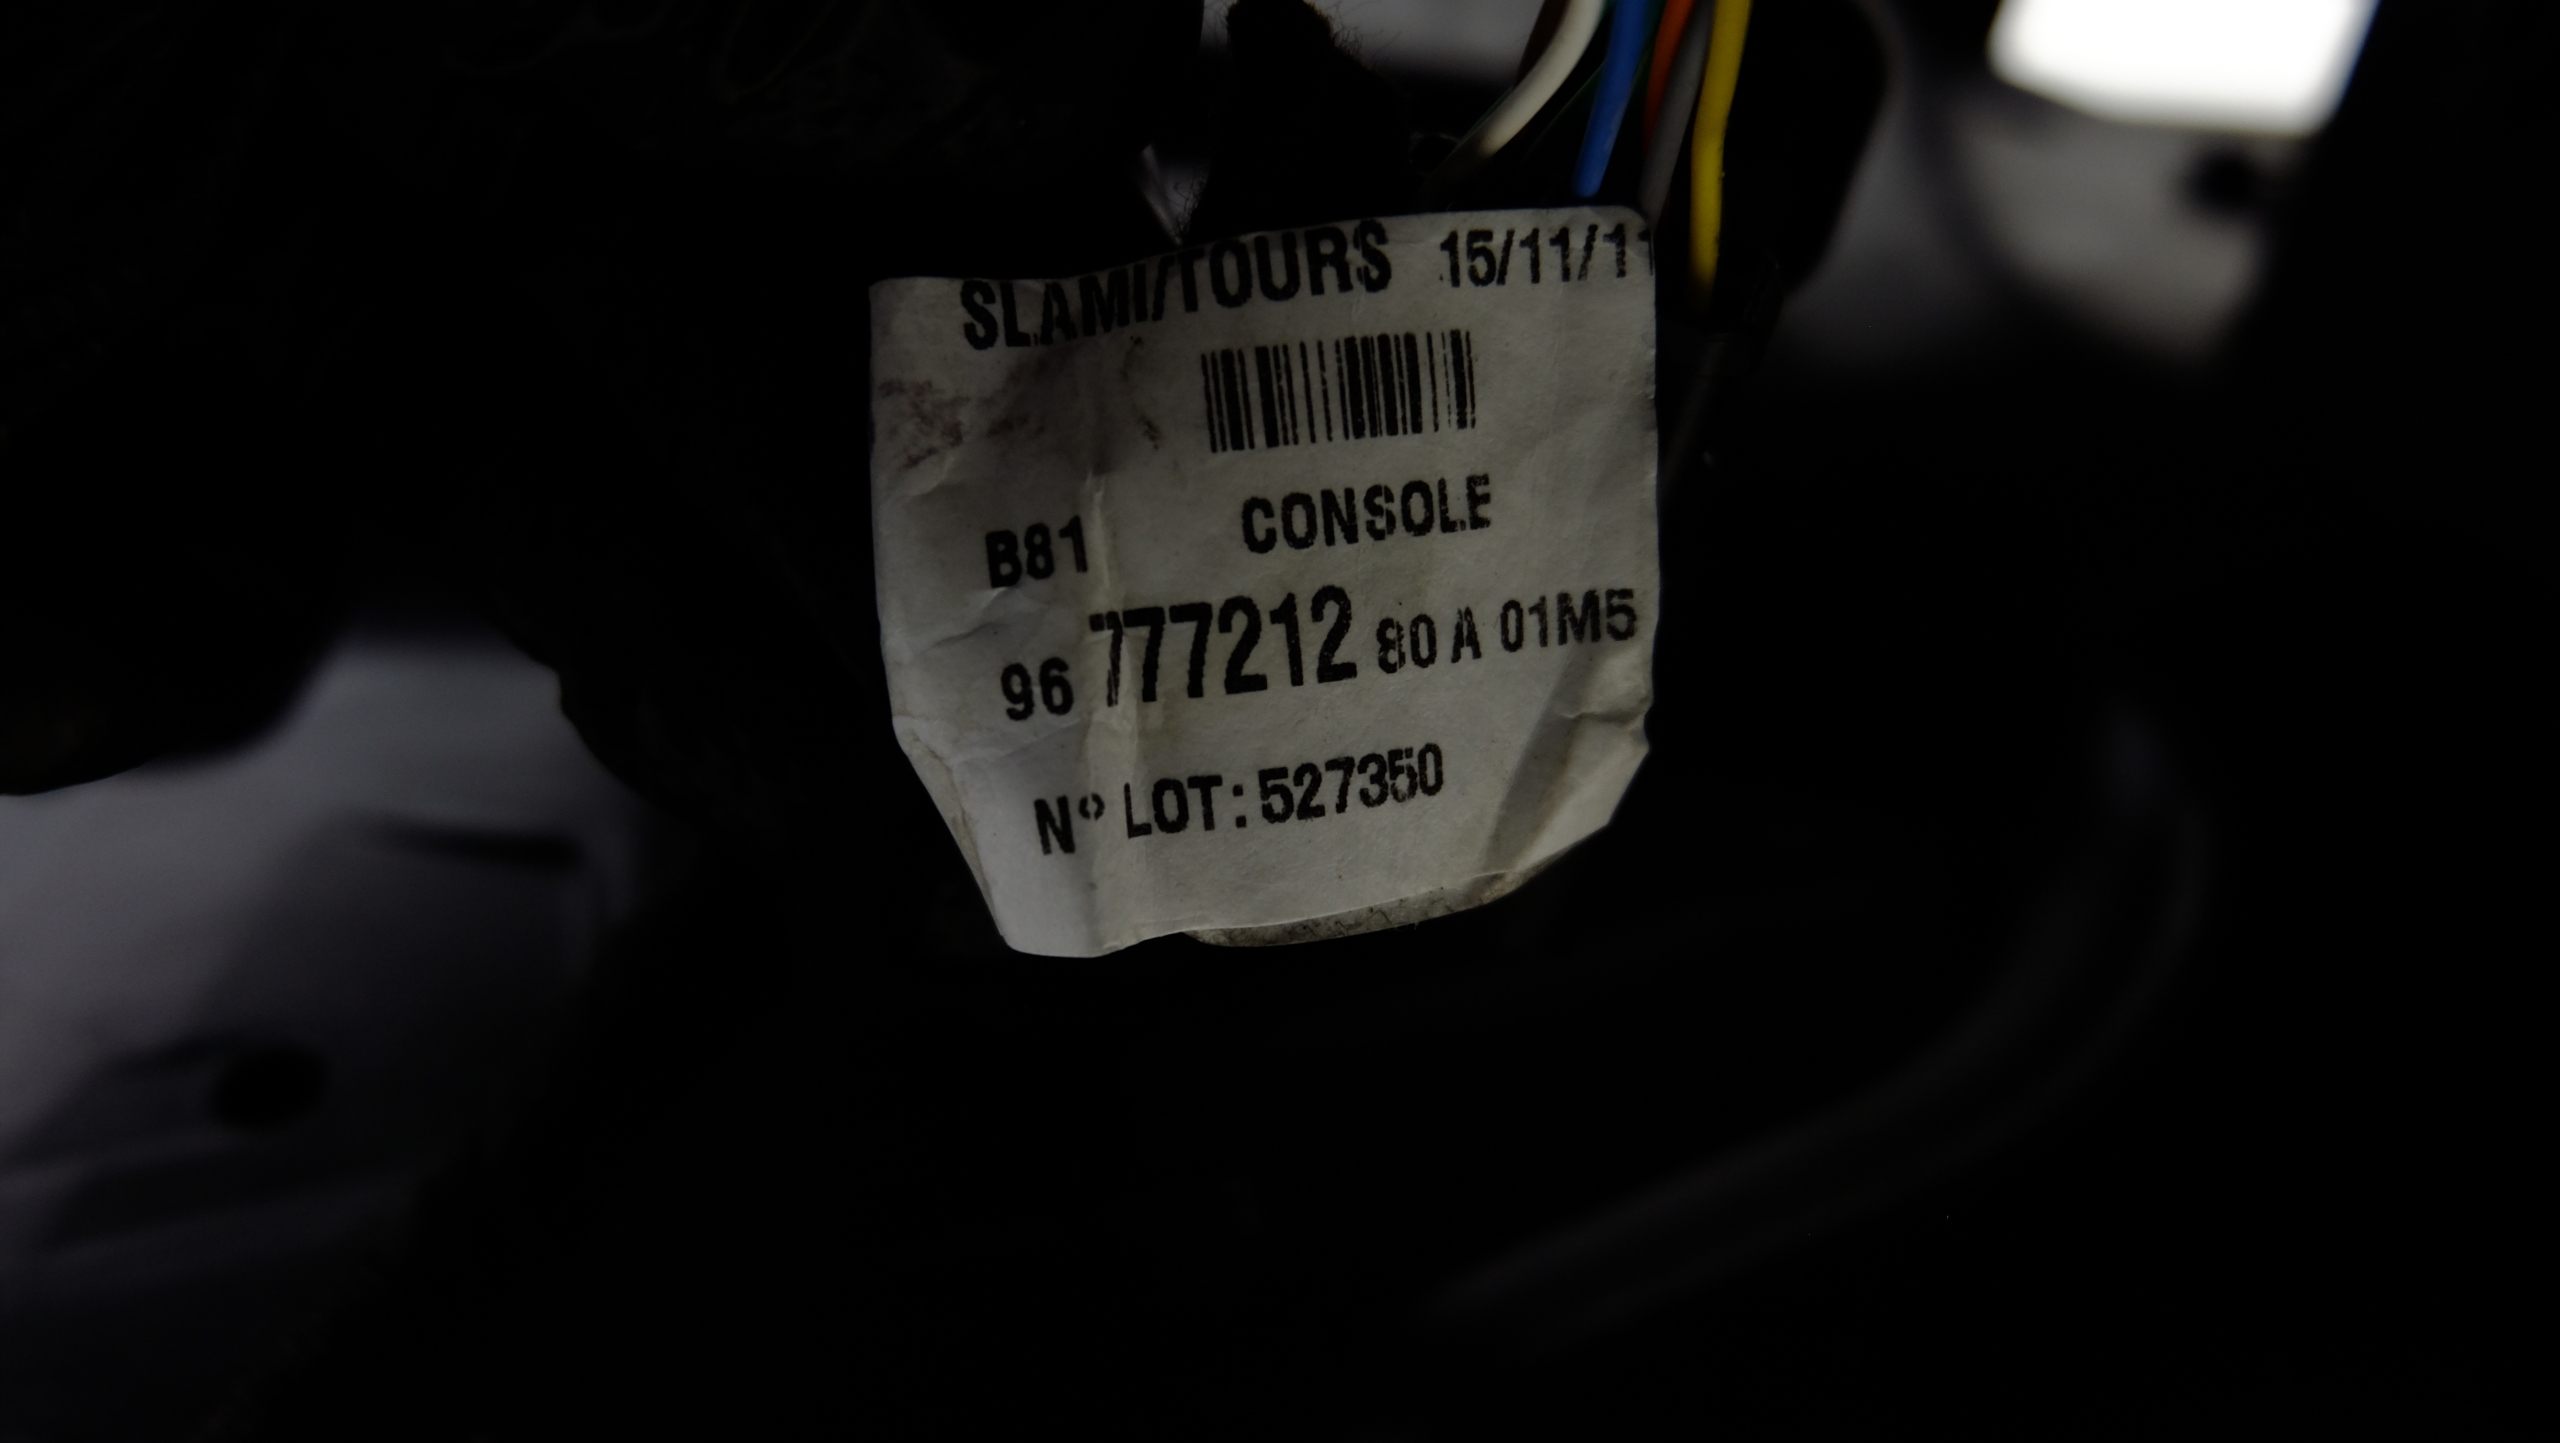 SLAMI/TOURS 15/11/11
B81 CONSOLE
96 777212 80 A 01M5
N° LOT: 527350